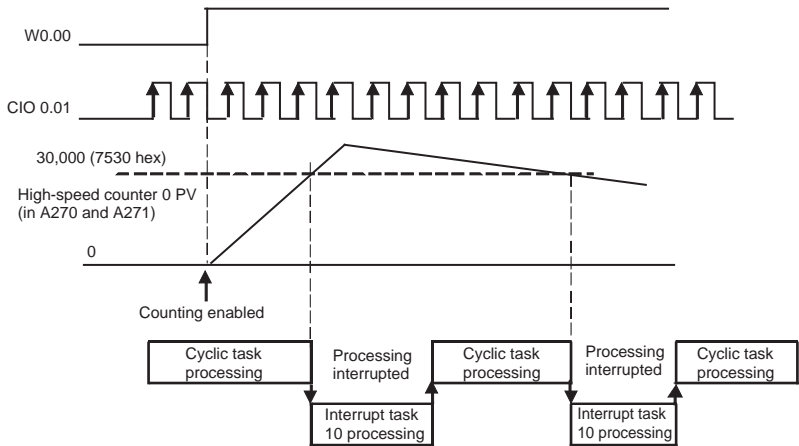 W0.00
CIO 0.01
30,000 (7530 hex)
High-speed counter 0 PV
(in A270 and A271)
0
Counting enabled
Cyclic task
processing
Processing
interrupted
Cyclic task
processing
Processing
interrupted
Cyclic task
processing
Interrupt task
10 processing
Interrupt task
10 processing